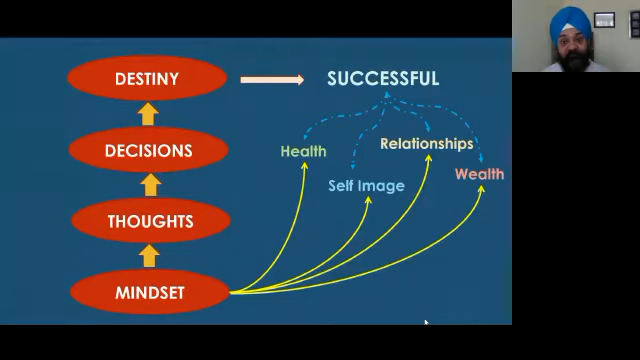 DESTINY
SUCCESSFUL
DECISIONS
Health
Relationships
Wealth
Self Image
THOUGHTS
MINDSET